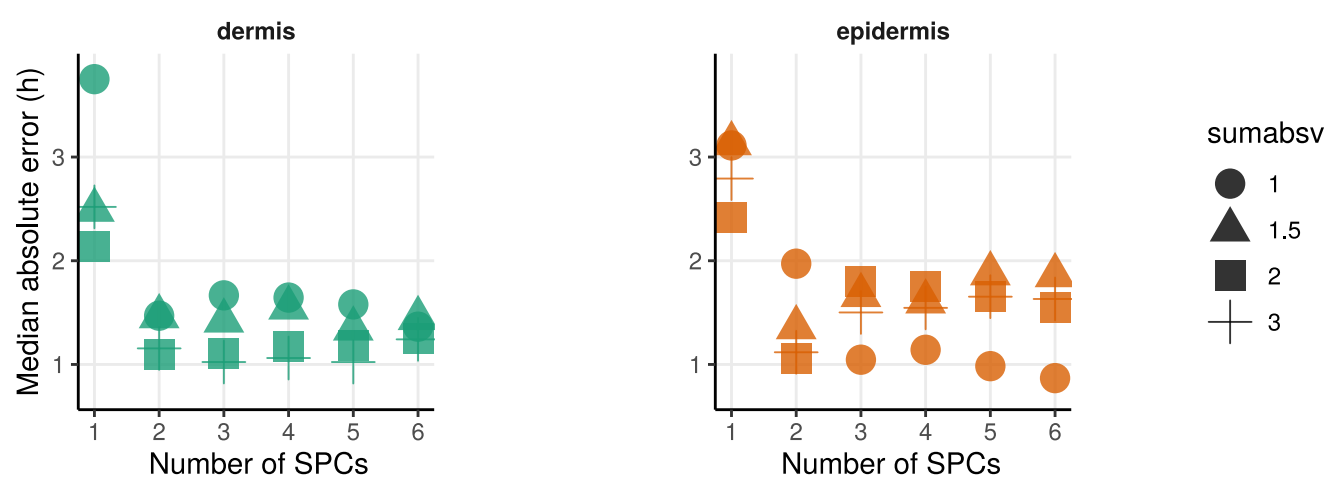 dermis
epidermis
Median absolute error (h)
3
2
1
1 2 3 4 5 6
Number of SPCs
3
2
1
1 2 3 4 5 6
Number of SPCs
sumabsv
1
1.5
2
3